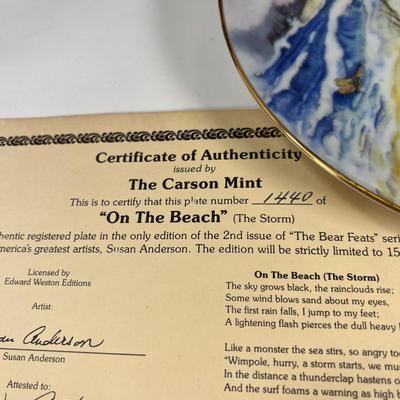 Certificate of Authenticity
issued by
The Carson Mint
This is to certify that this plate number 1440 of
"On The Beach" (The Storm)
registered plate in the only edition of the 2nd issue of "The Bear Feats"
greatest artists, Susan Anderson. The edition will be strictly limited to
Licensed by
Edward Weston Editions
Artist:
Anderson
Susan Anderson
Attested to:
On The Beach (The Storm)
The sky grows black, the rainclouds rise;
Some wind blows sand about my eyes,
The first rain falls, I jump to my feet;
A lightening flash pierces the dull heavy
Like a monster the sea stirs, so angry
"Wimpole, hurry, a storm starts, we
In the distance a thunderclap hastens
And the surf foams a warning as high